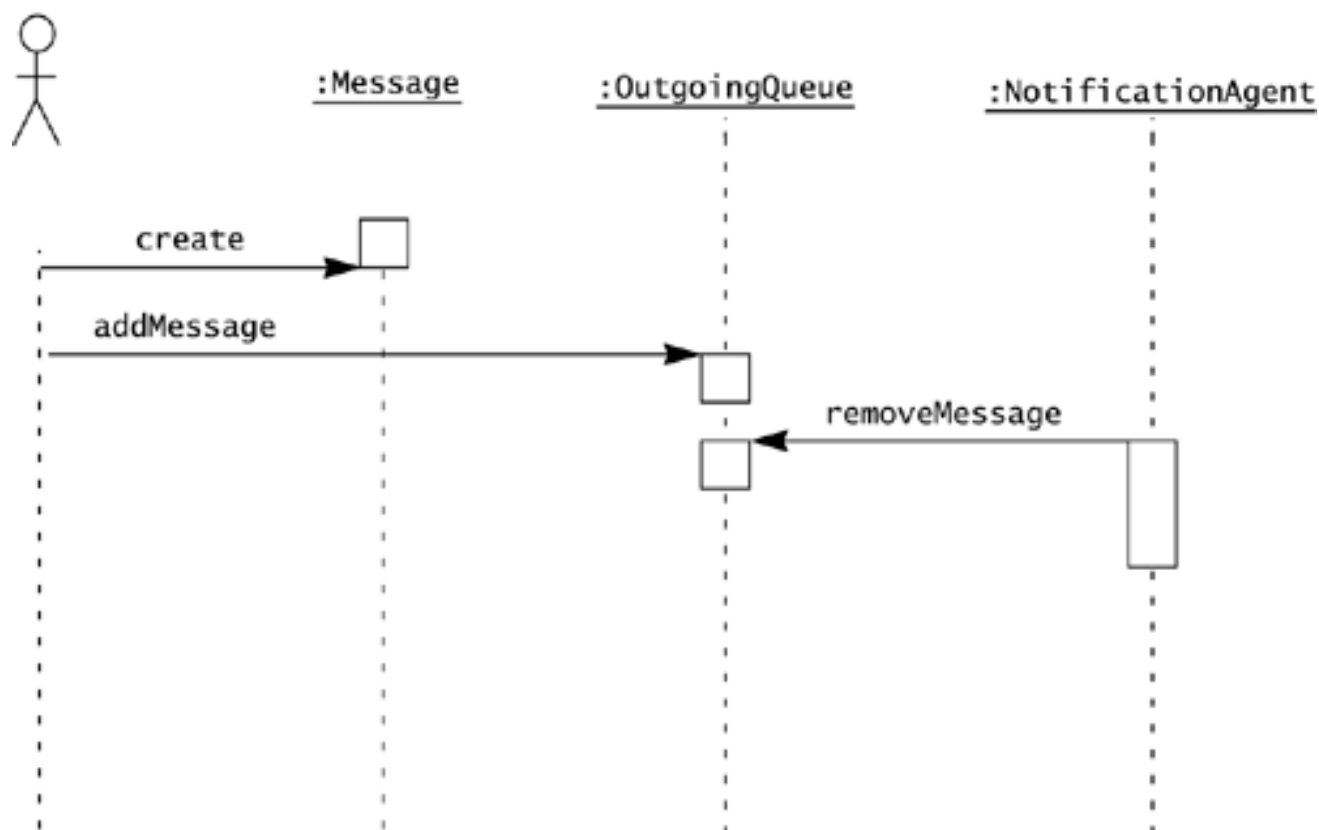 :Message
:OutgoingQueue
:NotificationAgent
create
addMessage
removeMessage